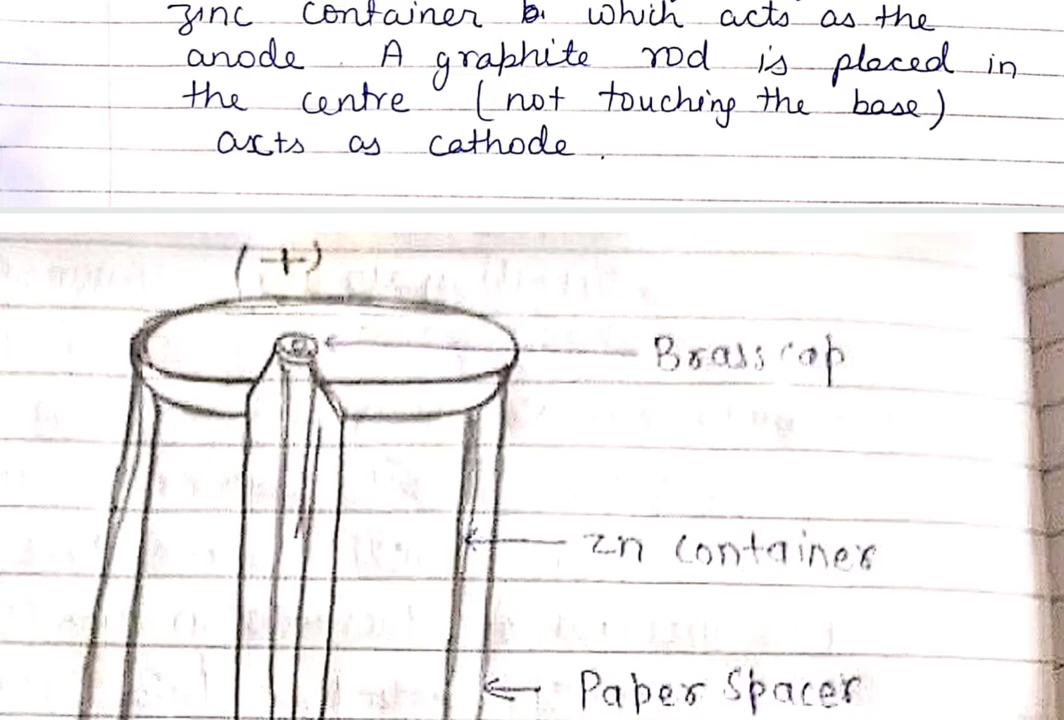 zinc container which acts as the
anode. A graphite rod is placed in
the centre (not touching the base)
acts as cathode.
(+)
Brass cap
zn container
Paper Spacer